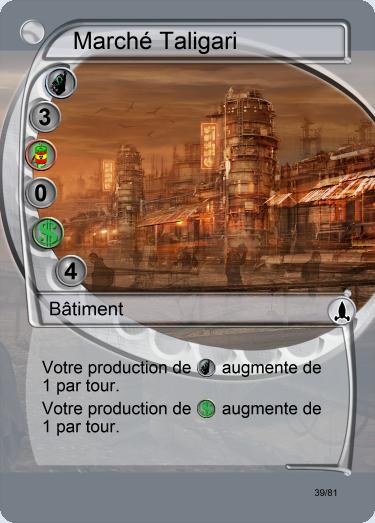 Marché Taligari
3
0
$
4
Bâtiment
Votre production de augmente de
1 par tour.
Votre production de $ augmente de
1 par tour.
39/81